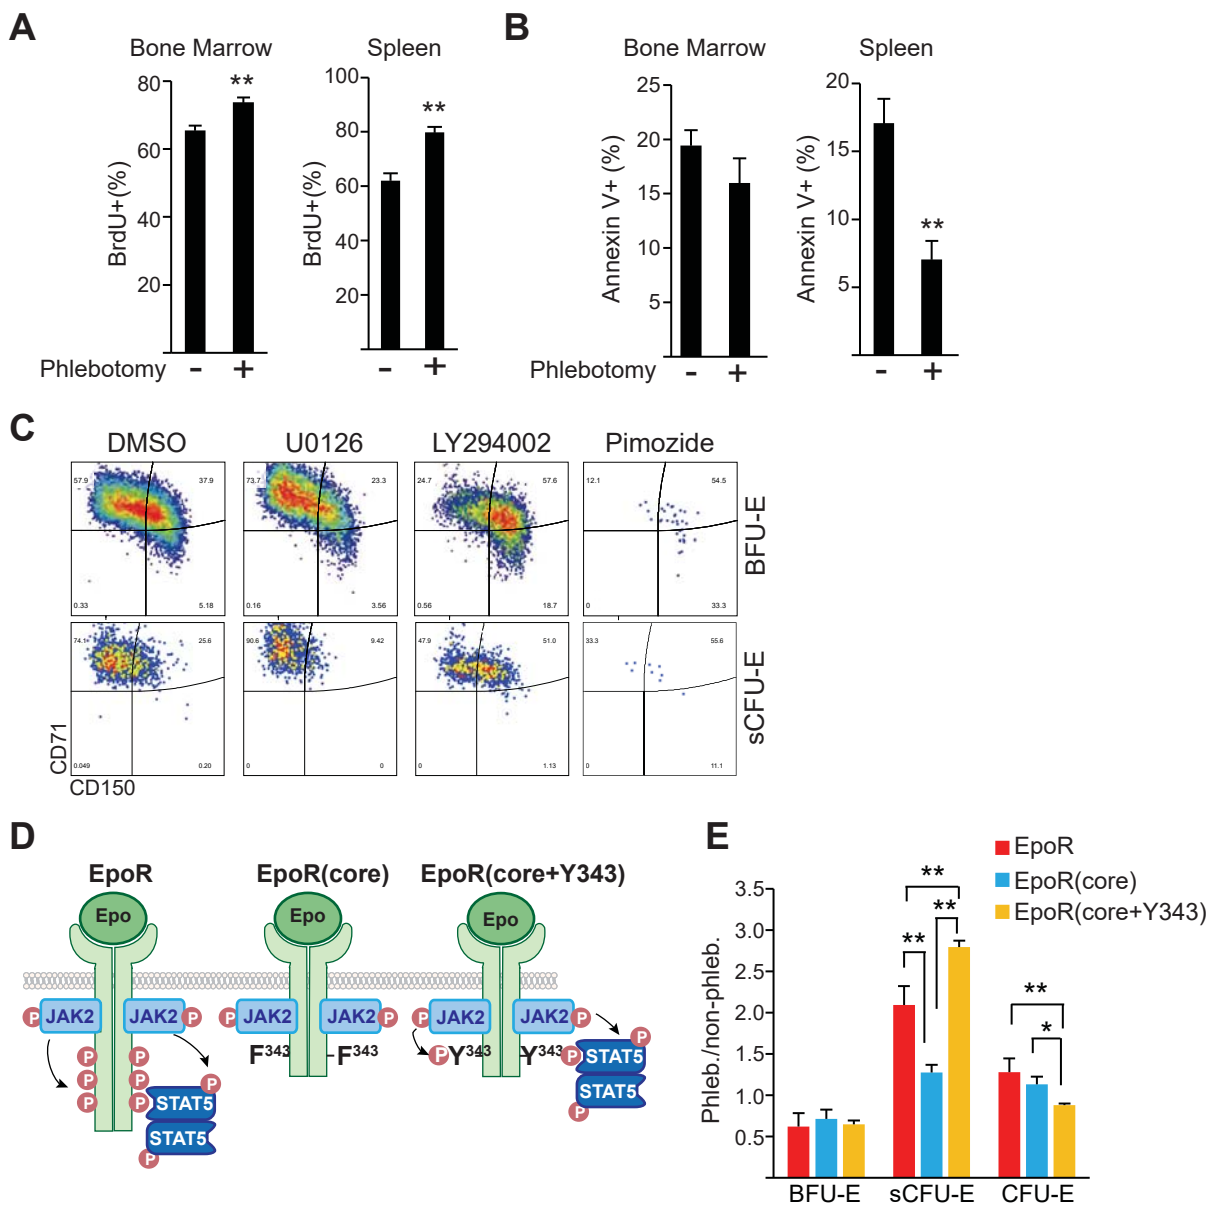 A
Bone Marrow
Spleen
BrdU+(%)
80
60
40
20
**
BrdU+(%)
100
80
60
40
20
**
Phlebotomy - + - +
B
Bone Marrow
Spleen
Annexin V+ (%)
25
20
15
10
5
Annexin V+ (%)
20
15
10
5
**
Phlebotomy - + - +
C
DMSO U0126 LY294002 Pimozide
57.9 37.9 73.7 23.3 24.7 57.6 12.1 54.5
0.33 5.18 0.16 3.56 0.56 18.7 0 33.3
BFU-E
74.1 25.6 90.6 9.42 47.9 51.0 33.3 55.6
0.049 0.20 0 0 1.13 11.1
sCFU-E
CD71
CD150
D
EpoR EpoR(core) EpoR(core+Y343)
Epo Epo Epo
P JAK2 JAK2 P P JAK2 JAK2 P P JAK2 JAK2 P
P P F343 F343 P Y343 Y343 P STAT5 P
P P STAT5
P P STAT5 P P
STAT5
P
E
EpoR
EpoR(core)
EpoR(core+Y343)
Phleb./non-phleb.
3.5
3.0
2.5
2.0
1.5
1.0
0.5
**
**
**
**
*
BFU-E sCFU-E CFU-E